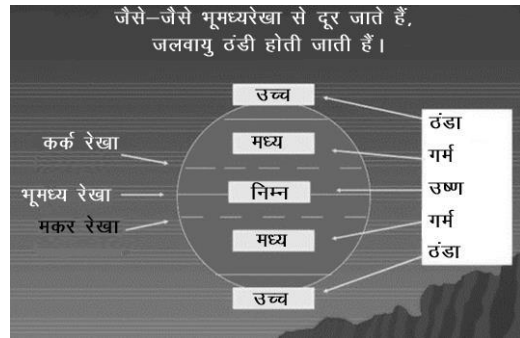 जैसे–जैसे भूमध्यरेखा से दूर जाते हैं,
जलवायु ठंडी होती जाती हैं।
उच्च
ठंडा
कर्क रेखा
मध्य
गर्म
भूमध्य रेखा
निम्न
उष्ण
मकर रेखा
मध्य
गर्म
ठंडा
उच्च